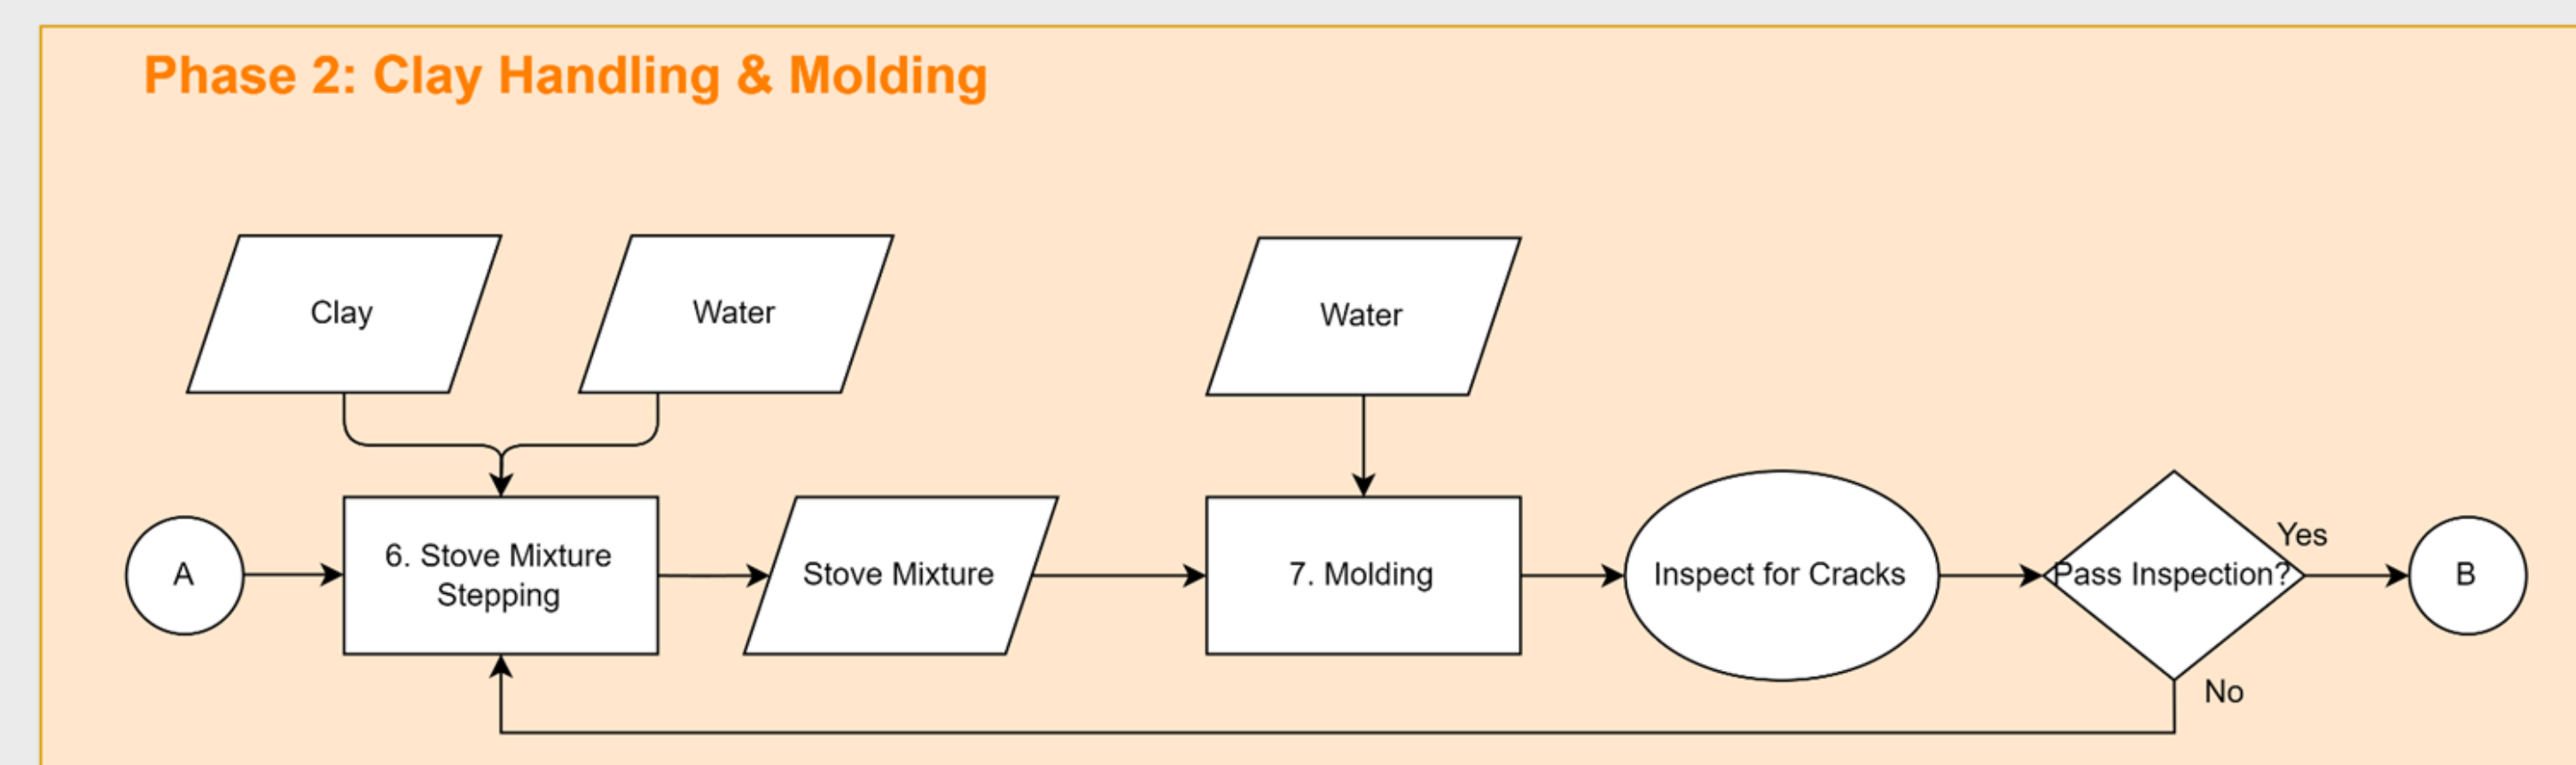 Phase 2: Clay Handling & Molding
Clay
Water
Water
A
6. Stove Mixture
Stepping
Stove Mixture
7. Molding
Inspect for Cracks
Pass Inspection?
Yes
B
No